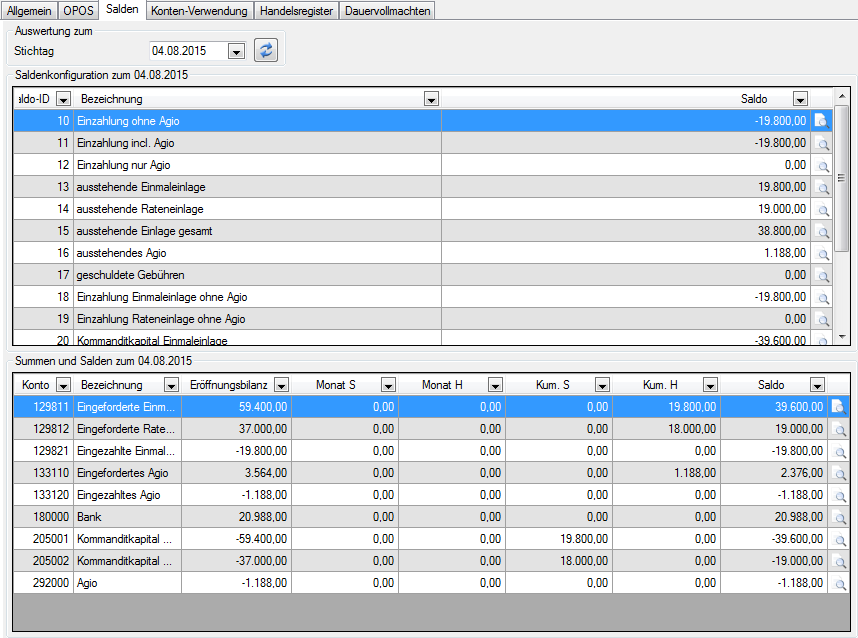 Allgemein OPOS Salden Konten-Verwendung Handelsregister Dauervollmachten
Auswertung zum
Stichtag 04.08.2015
Saldenkonfiguration zum 04.08.2015
ldo-ID Bezeichnung Saldo
10 Einzahlung ohne Agio -19.800,00
11 Einzahlung incl. Agio -19.800,00
12 Einzahlung nur Agio 0,00
13 ausstehende Einmaleinlage 19.800,00
14 ausstehende Rateneinlage 19.000,00
15 ausstehende Einlage gesamt 38.800,00
16 ausstehendes Agio 1.188,00
17 geschuldete Gebühren 0,00
18 Einzahlung Einmaleinlage ohne Agio -19.800,00
19 Einzahlung Rateneinlage ohne Agio 0,00
20 Kommanditkapital Einmaleinlage -39.600,00
Summen und Salden zum 04.08.2015
Konto Bezeichnung Eröffnungsbilanz Monat S Monat H Kum. S Kum. H Saldo
129811 Eingeforderte Einm... 59.400,00 0,00 0,00 0,00 19.800,00 39.600,00
129812 Eingeforderte Rate... 37.000,00 0,00 0,00 0,00 18.000,00 19.000,00
129821 Eingezahlte Einmal... -19.800,00 0,00 0,00 0,00 0,00 -19.800,00
133110 Eingefordertes Agio 3.564,00 0,00 0,00 0,00 1.188,00 2.376,00
133120 Eingezahltes Agio -1.188,00 0,00 0,00 0,00 0,00 -1.188,00
180000 Bank 20.988,00 0,00 0,00 0,00 0,00 20.988,00
205001 Kommanditkapital ... -59.400,00 0,00 0,00 19.800,00 0,00 -39.600,00
205002 Kommanditkapital ... -37.000,00 0,00 0,00 18.000,00 0,00 -19.000,00
292000 Agio -1.188,00 0,00 0,00 0,00 0,00 -1.188,00